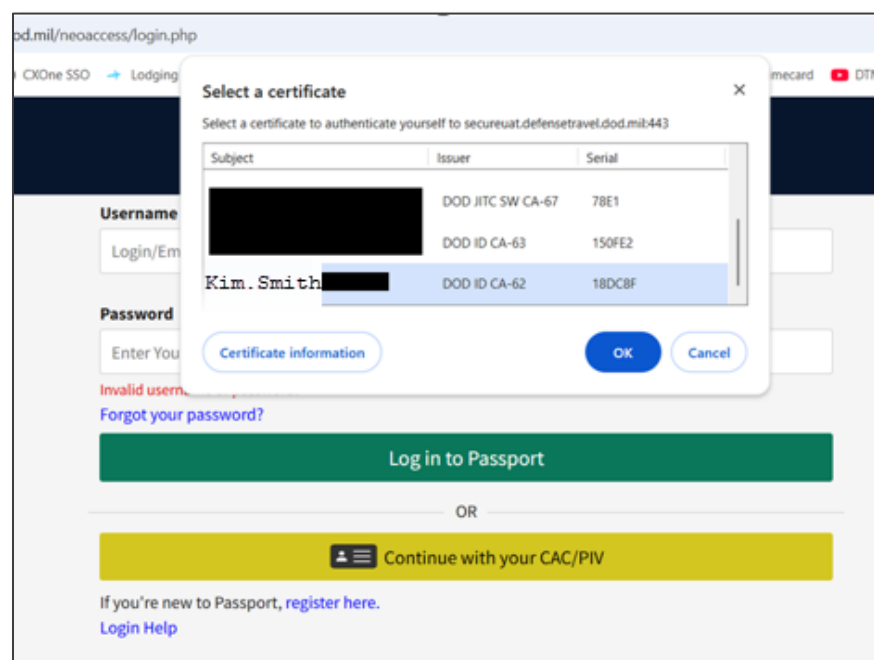 od.mil/neoaccess/login.php
CXOne SSO Lodging mecard DTM
Select a certificate
Select a certificate to authenticate yourself to secureuat.defensetravel.dod.mil:443
Subject Issuer Serial
DOD JITC SW CA-67 78E1
DOD ID CA-63 150FE2
Kim.Smith DOD ID CA-62 18DC8F
Certificate information OK Cancel
Username
Login/Em
Password
Enter You
Invalid usern
Forgot your password?
Log in to Passport
OR
Continue with your CAC/PIV
If you're new to Passport, register here.
Login Help